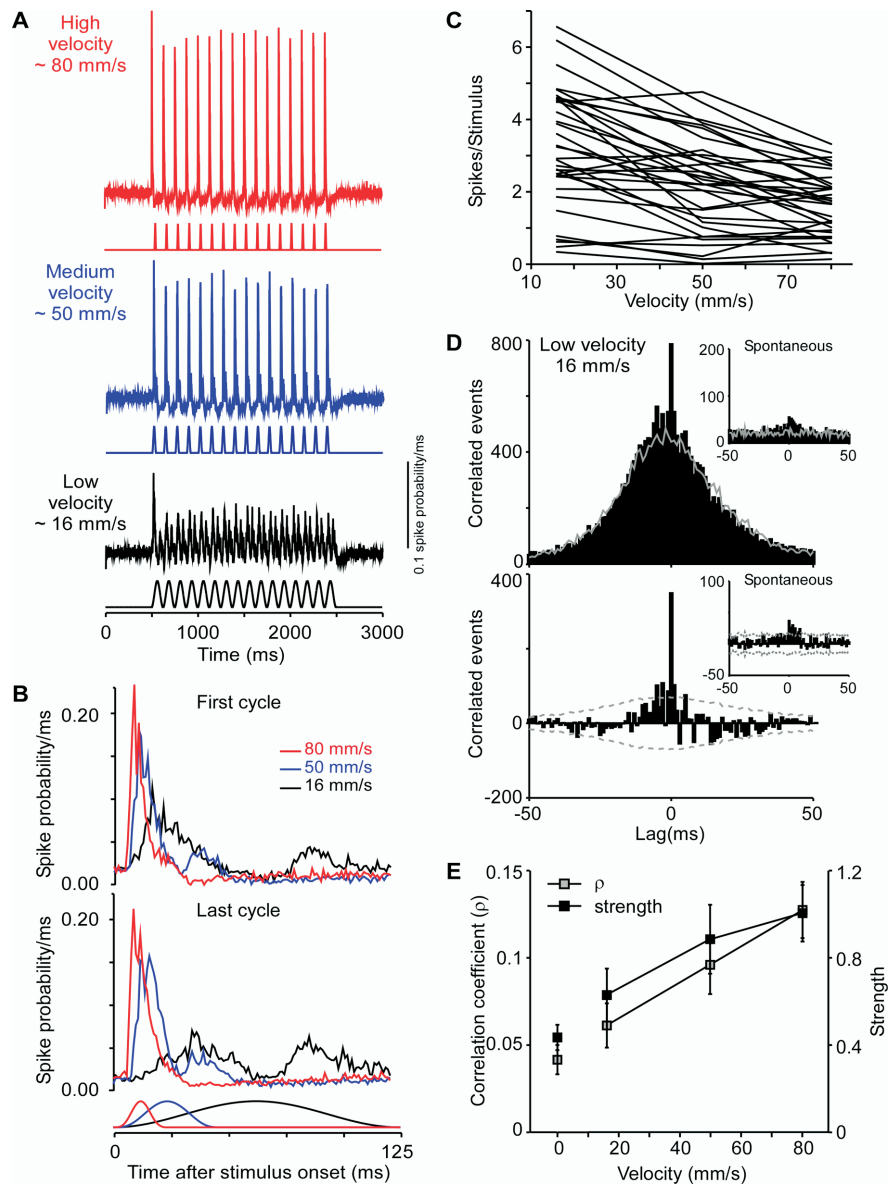 A
High
velocity
~ 80 mm/s
Medium
velocity
~ 50 mm/s
Low
velocity
~ 16 mm/s
0.1 spike probability/ms
0 1000 2000 3000
Time (ms)
B
First cycle
0.20
0.00
Spike probability/ms
80 mm/s
50 mm/s
16 mm/s
Last cycle
0.20
0.00
Spike probability/ms
0 125
Time after stimulus onset (ms)
C
Spikes/Stimulus
6
4
2
0
10 30 50 70
Velocity (mm/s)
D
Low velocity
16 mm/s
Correlated events
800
400
0
Spontaneous
200
100
0
-50 0 50
Correlated events
400
200
0
-200
Spontaneous
100
-50
-50 0 50
-50 0 50
Lag(ms)
E
ρ
strength
Correlation coefficient (ρ)
0.15
0.1
0.05
0
Strength
1.2
0.8
0.4
0
0 20 40 60 80
Velocity (mm/s)